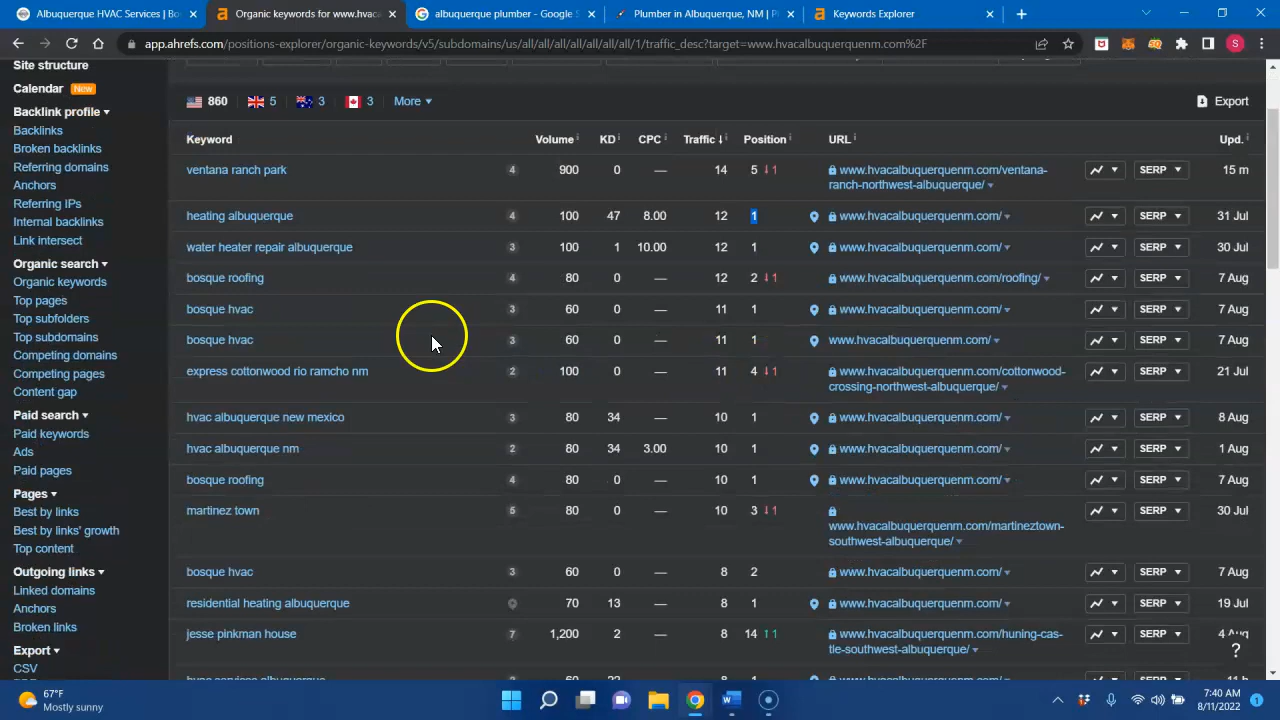 Albuquerque HVAC Services | Bo
Organic keywords for www.hvaca
albuquerque plumber - Google S
Plumber in Albuquerque, NM | Pl
Keywords Explorer
app.ahrefs.com/positions-explorer/organic-keywords/v5/subdomains/us/all/all/all/all/all/all/all/1/traffic_desc?target=www.hvacalbuquerquenm.com%2F
Site structure
Calendar New
Backlink profile
Backlinks
Broken backlinks
Referring domains
Anchors
Referring IPs
Internal backlinks
Link intersect
Organic search
Organic keywords
Top pages
Top subfolders
Top subdomains
Competing domains
Competing pages
Content gap
Paid search
Paid keywords
Ads
Paid pages
Pages
Best by links
Best by links' growth
Top content
Outgoing links
Linked domains
Anchors
Broken links
Export
CSV
860 5 3 3 More Export
Keyword Volume KD CPC Traffic Position URL Upd.
ventana ranch park 4 900 0 — 14 5 ↓1 www.hvacalbuquerquenm.com/ventana- SERP 15 m
ranch-northwest-albuquerque/
heating albuquerque 4 100 47 8.00 12 1 www.hvacalbuquerquenm.com/ SERP 31 Jul
water heater repair albuquerque 3 100 1 10.00 12 1 www.hvacalbuquerquenm.com/ SERP 30 Jul
bosque roofing 4 80 0 — 12 2 ↓1 www.hvacalbuquerquenm.com/roofing/ SERP 7 Aug
bosque hvac 3 60 0 — 11 1 www.hvacalbuquerquenm.com/ SERP 7 Aug
bosque hvac 3 60 0 — 11 1 www.hvacalbuquerquenm.com/ SERP 7 Aug
express cottonwood rio ramcho nm 2 100 0 — 11 4 ↓1 www.hvacalbuquerquenm.com/cottonwood- SERP 21 Jul
crossing-northwest-albuquerque/
hvac albuquerque new mexico 3 80 34 — 10 1 www.hvacalbuquerquenm.com/ SERP 8 Aug
hvac albuquerque nm 2 80 34 3.00 10 1 www.hvacalbuquerquenm.com/ SERP 1 Aug
bosque roofing 4 80 0 — 10 1 www.hvacalbuquerquenm.com/ SERP 7 Aug
martinez town 5 80 0 — 10 3 ↓1 SERP 30 Jul
www.hvacalbuquerquenm.com/martineztown-
southwest-albuquerque/
bosque hvac 3 60 0 — 8 2 www.hvacalbuquerquenm.com/ SERP 7 Aug
residential heating albuquerque 0 70 13 — 8 1 www.hvacalbuquerquenm.com/ SERP 19 Jul
jesse pinkman house 7 1,200 2 — 8 14 ↑1 www.hvacalbuquerquenm.com/huning-cas- SERP 4 Aug
tle-southwest-albuquerque/
?
67°F
Mostly sunny
7:40 AM
8/11/2022